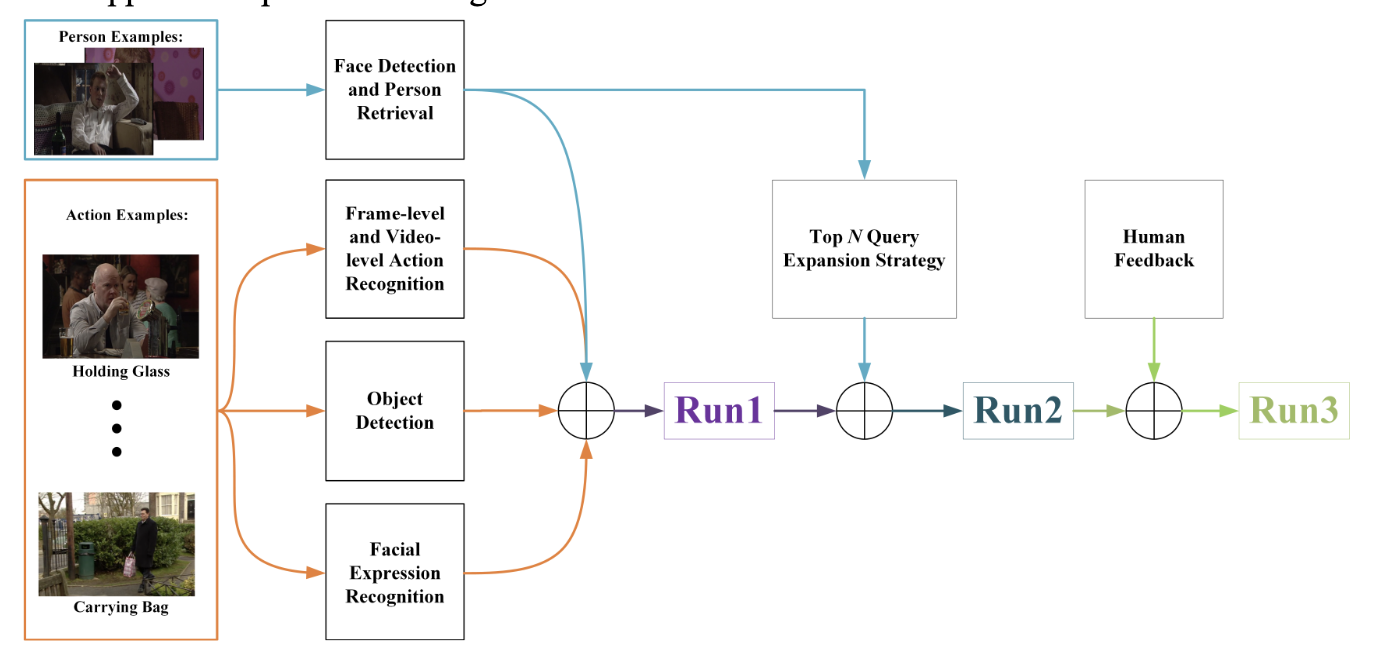 Person Examples:
Face Detection
and Person
Retrieval
Action Examples:
Holding Glass
Carrying Bag
Frame-level
and Video-
level Action
Recognition
Object
Detection
Facial
Expression
Recognition
Top N Query
Expansion Strategy
Human
Feedback
Run1
Run2
Run3